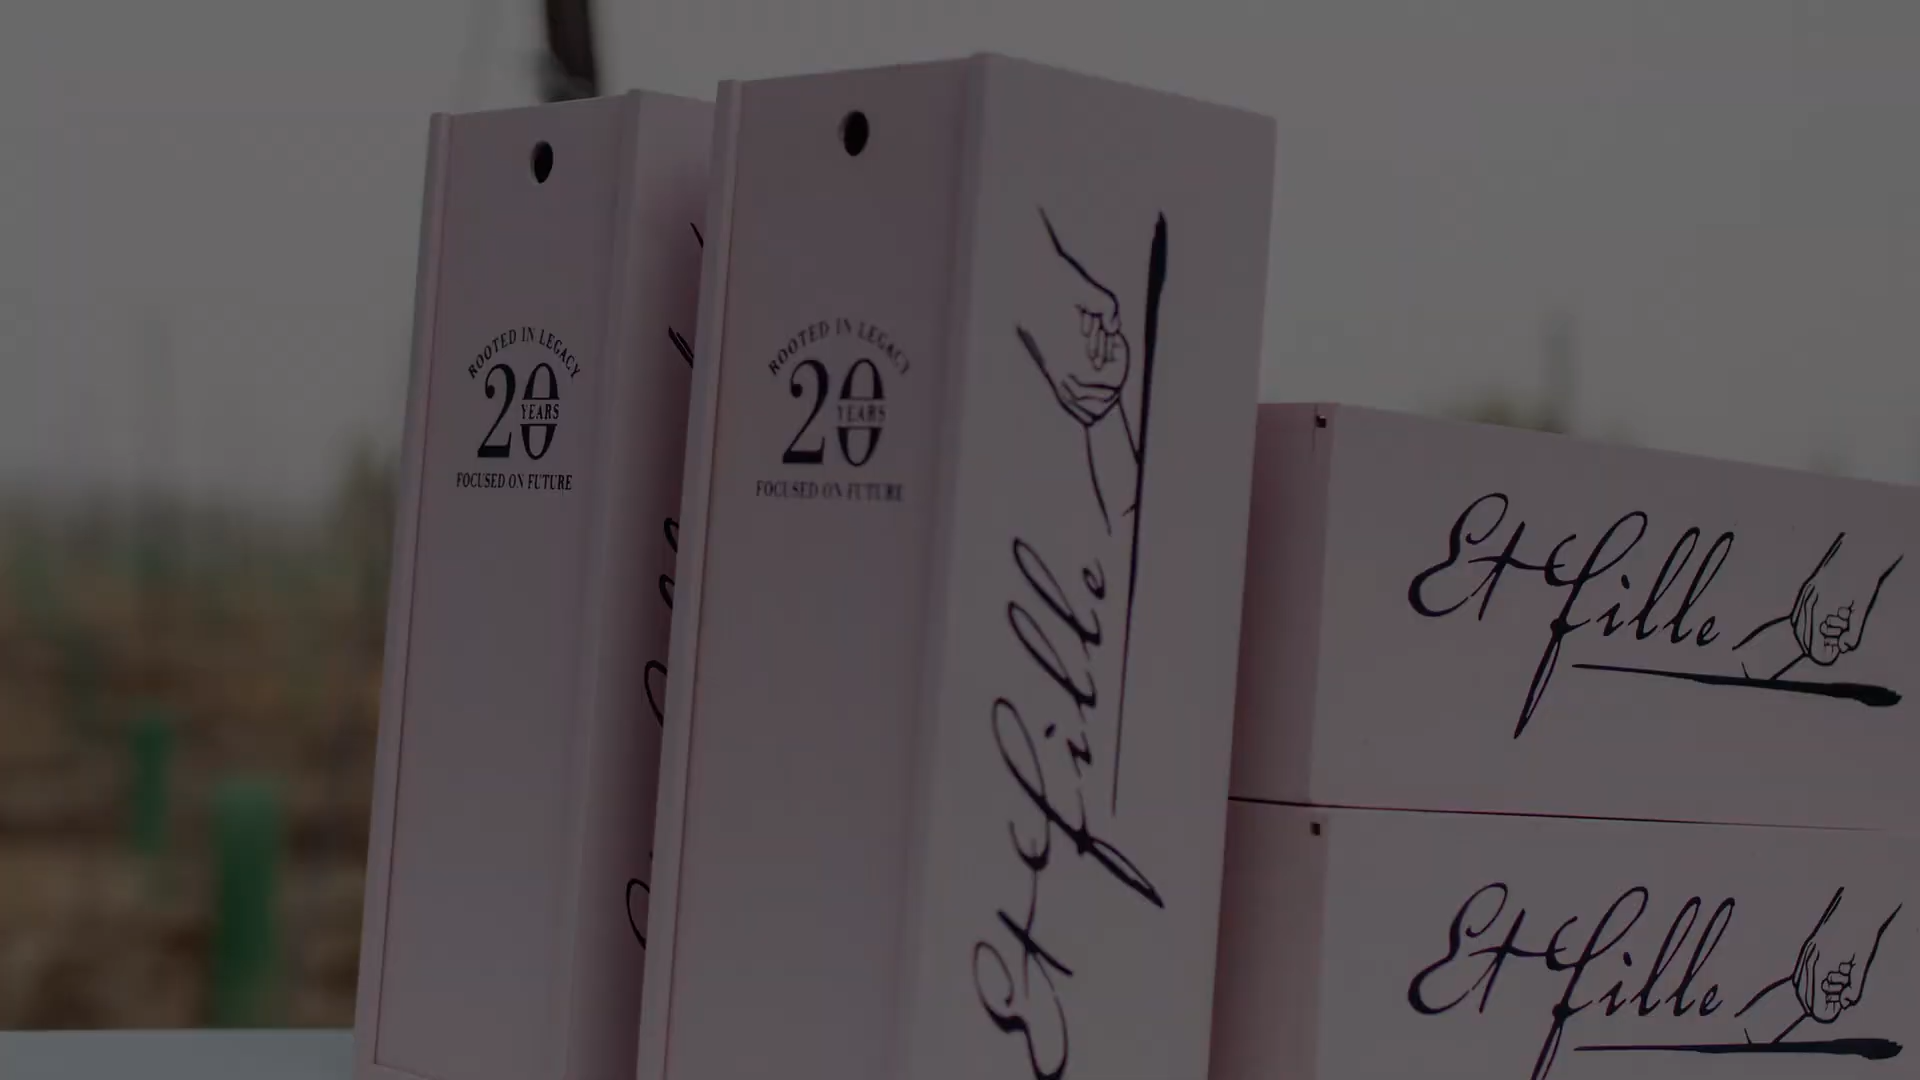 ROOTED IN LEGACY
20
YEARS
FOCUSED ON FUTURE
ROOTED IN LEGACY
20
YEARS
FOCUSED ON FUTURE
Et Fille
Et Fille
Et Fille